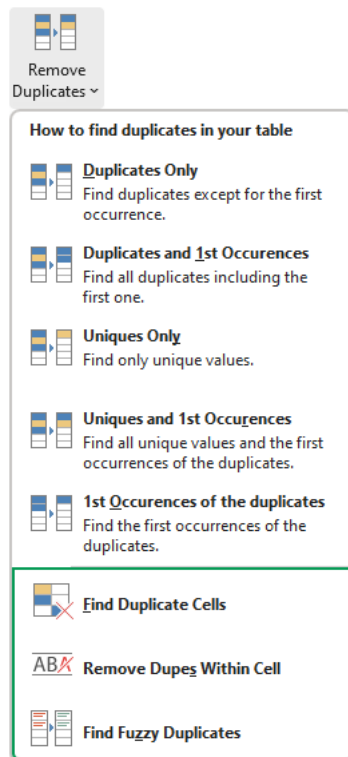 Remove
Duplicates
How to find duplicates in your table
Duplicates Only
Find duplicates except for the first
occurrence.
Duplicates and 1st Occurences
Find all duplicates including the
first one.
Uniques Only
Find only unique values.
Uniques and 1st Occurences
Find all unique values and the first
occurrences of the duplicates.
1st Occurences of the duplicates
Find the first occurrences of the
duplicates.
Find Duplicate Cells
ABA
Remove Dupes Within Cell
Find Fuzzy Duplicates